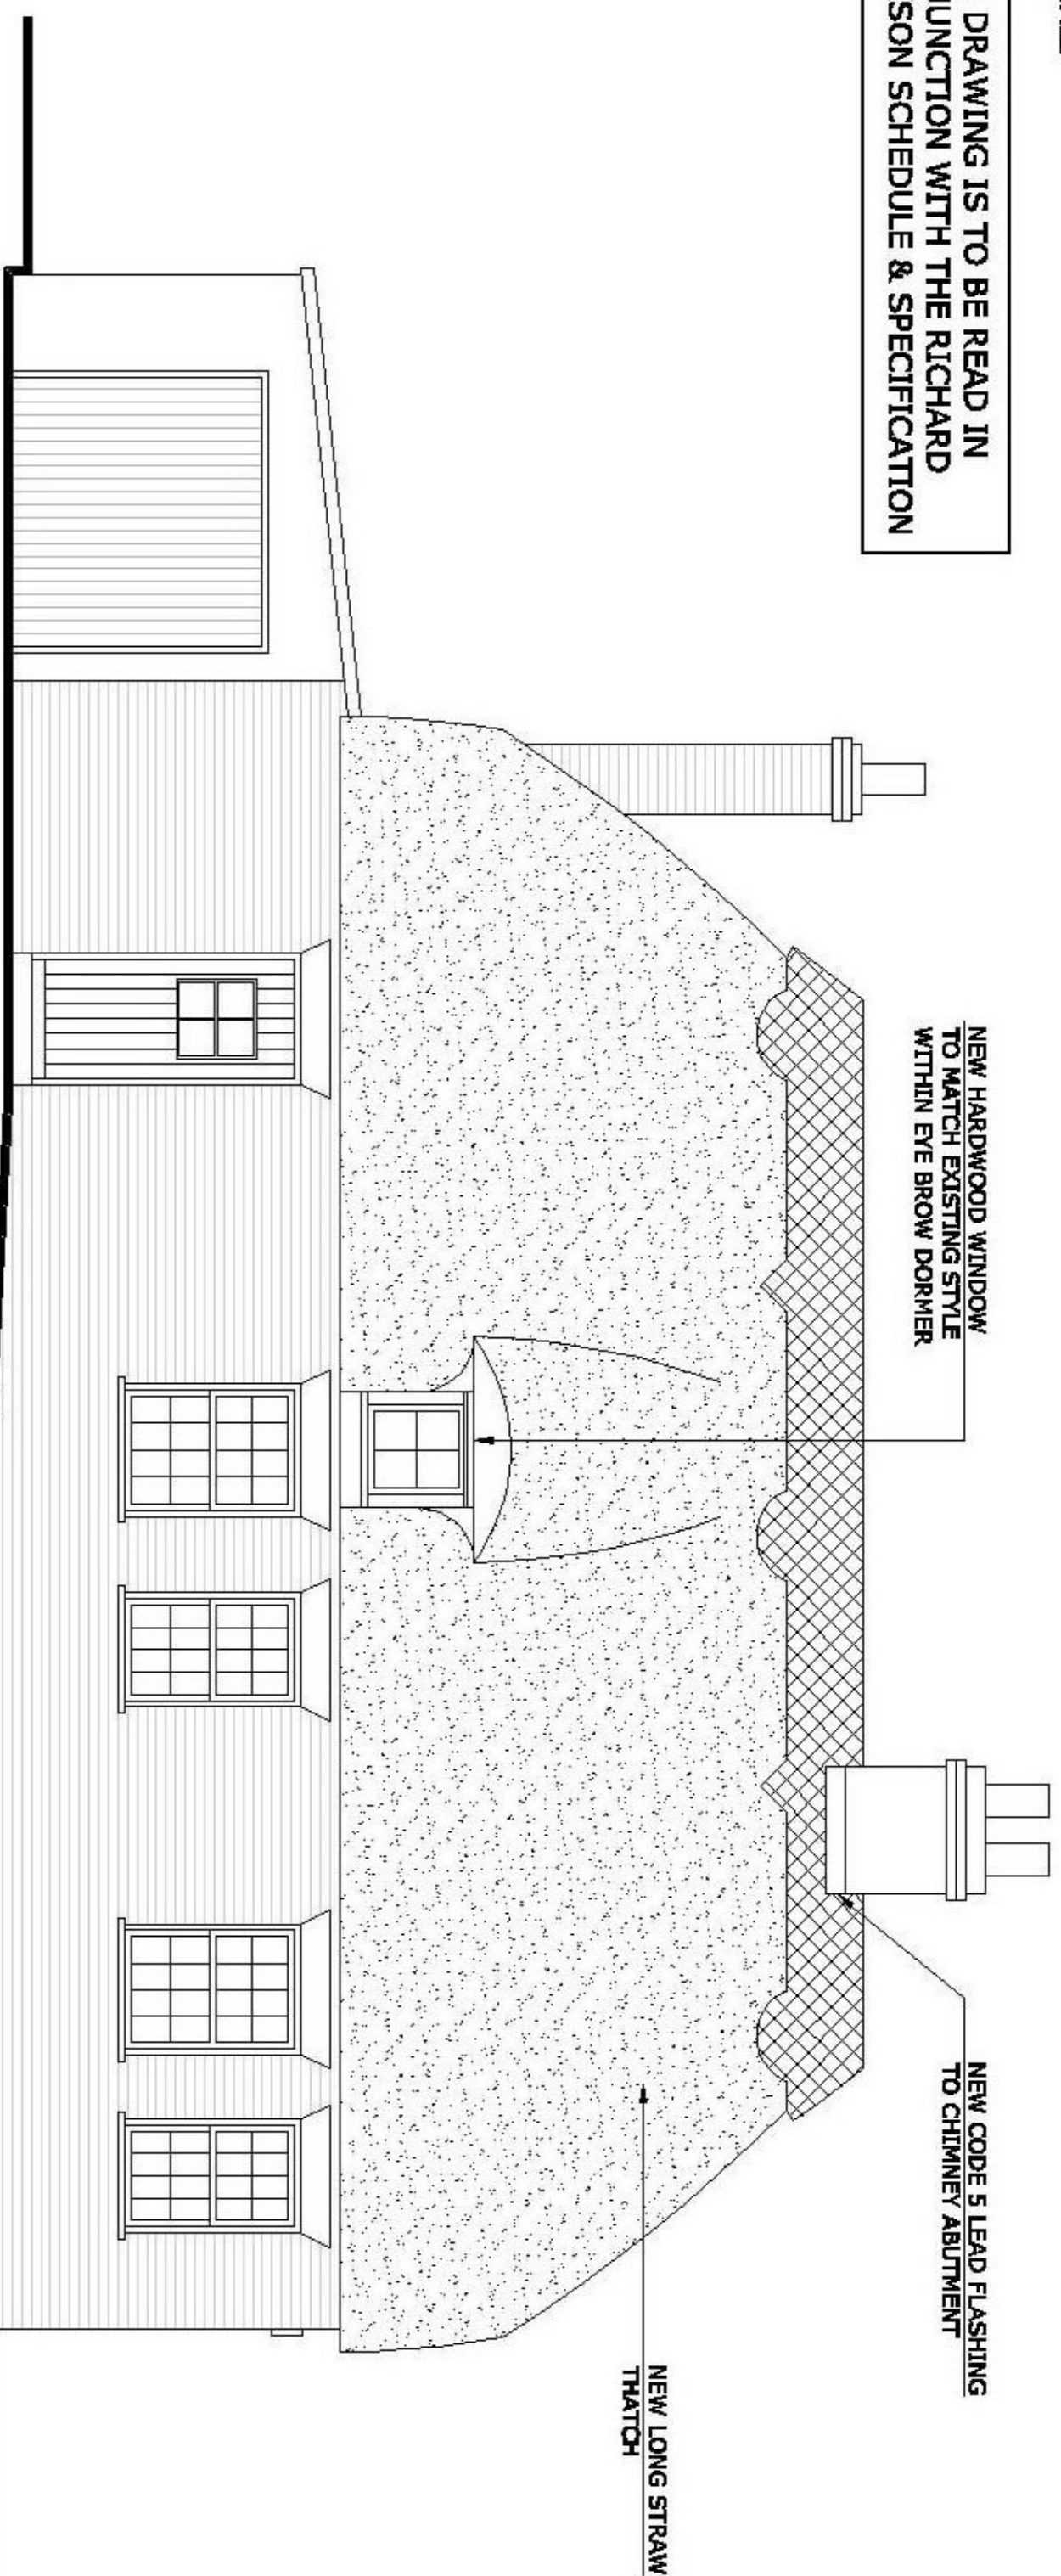 DRAWING IS TO BE READ IN
JUNCTION WITH THE RICHARD
SON SCHEDULE & SPECIFICATION
NEW HARDWOOD WINDOW
TO MATCH EXISTING STYLE
WITHIN EYE BROW DORMER
NEW CODE 5 LEAD FLASHING
TO CHIMNEY ABUTMENT
NEW LONG STRAW
THATCH